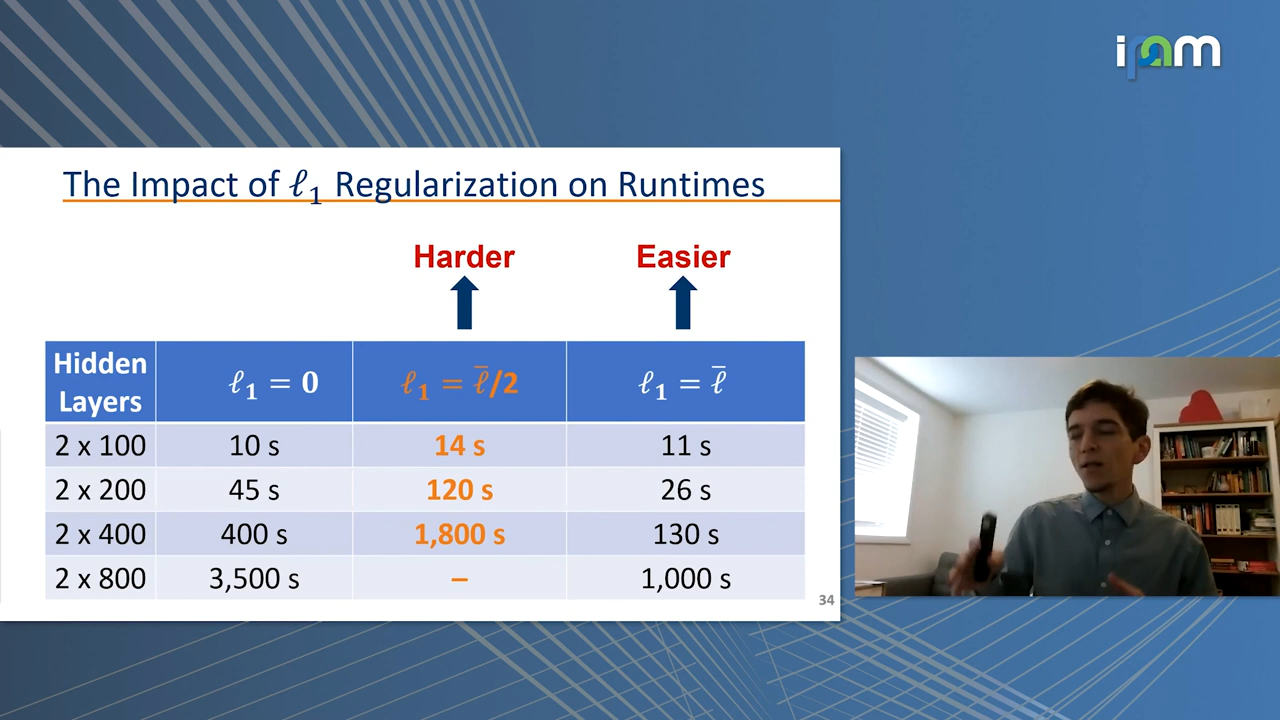 ipam
The Impact of ℓ₁ Regularization on Runtimes
Harder Easier
Hidden Layers ℓ₁ = 0 ℓ₁ = ℓ̄/2 ℓ₁ = ℓ̄
2 x 100 10 s 14 s 11 s
2 x 200 45 s 120 s 26 s
2 x 400 400 s 1,800 s 130 s
2 x 800 3,500 s – 1,000 s
34